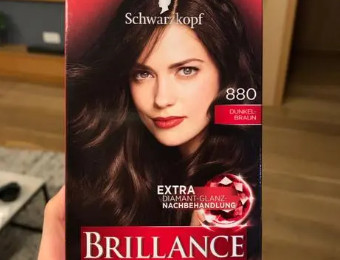 Schwarzkopf
880
DUNKEL-
BRAUN
EXTRA
DIAMANT-GLANZ-
NACHBEHANDLUNG
BRILLANCE